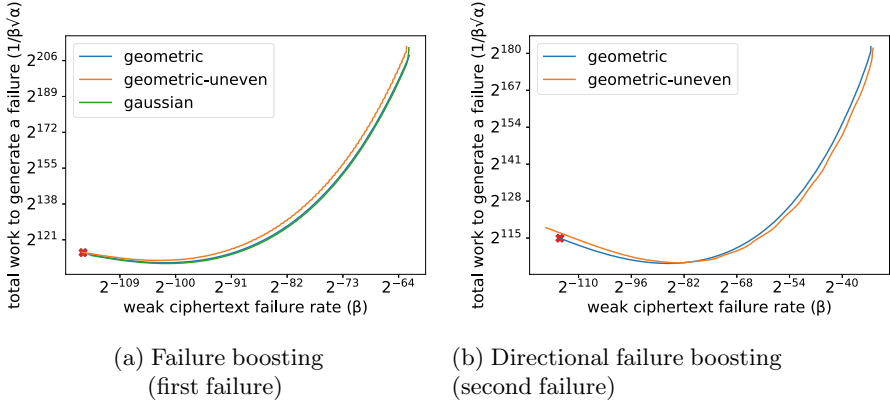 total work to generate a failure (1/β√α)
2^206
2^189
2^172
2^155
2^138
2^121
geometric
geometric-uneven
gaussian
2^−109 2^−100 2^−91 2^−82 2^−73 2^−64
weak ciphertext failure rate (β)
(a) Failure boosting
(first failure)
total work to generate a failure (1/β√α)
2^180
2^167
2^154
2^141
2^128
2^115
geometric
geometric-uneven
2^−110 2^−96 2^−82 2^−68 2^−54 2^−40
weak ciphertext failure rate (β)
(b) Directional failure boosting
(second failure)